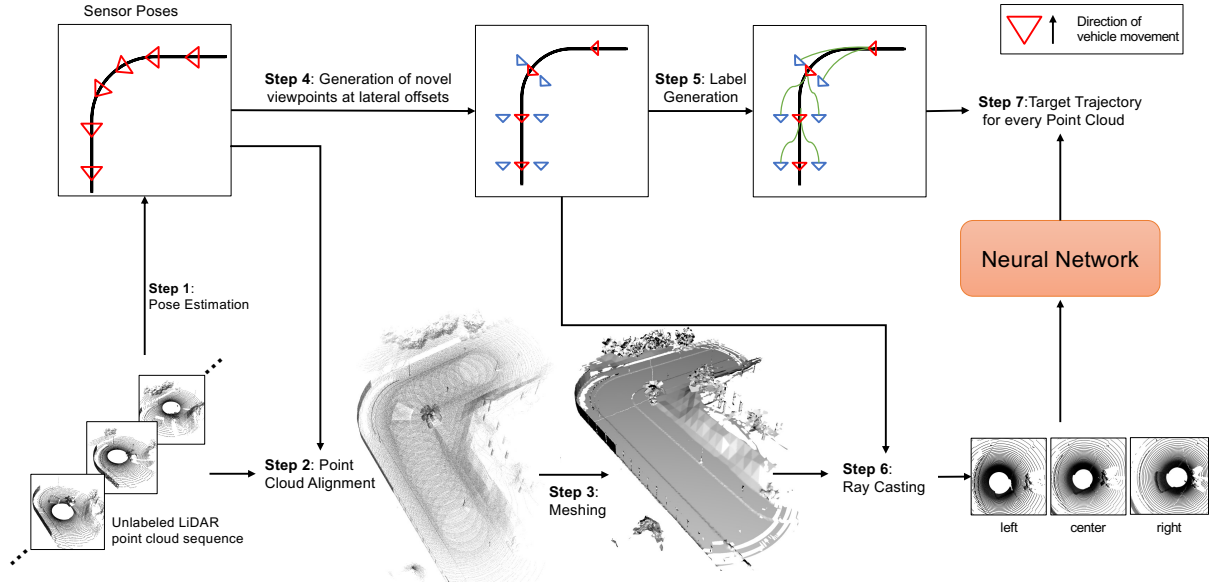 Sensor Poses
Direction of
vehicle movement
Step 4: Generation of novel
viewpoints at lateral offsets
Step 5: Label
Generation
Step 7:Target Trajectory
for every Point Cloud
Neural Network
Step 1:
Pose Estimation
Step 2: Point
Cloud Alignment
Step 3:
Meshing
Step 6:
Ray Casting
Unlabeled LiDAR
point cloud sequence
left
center
right